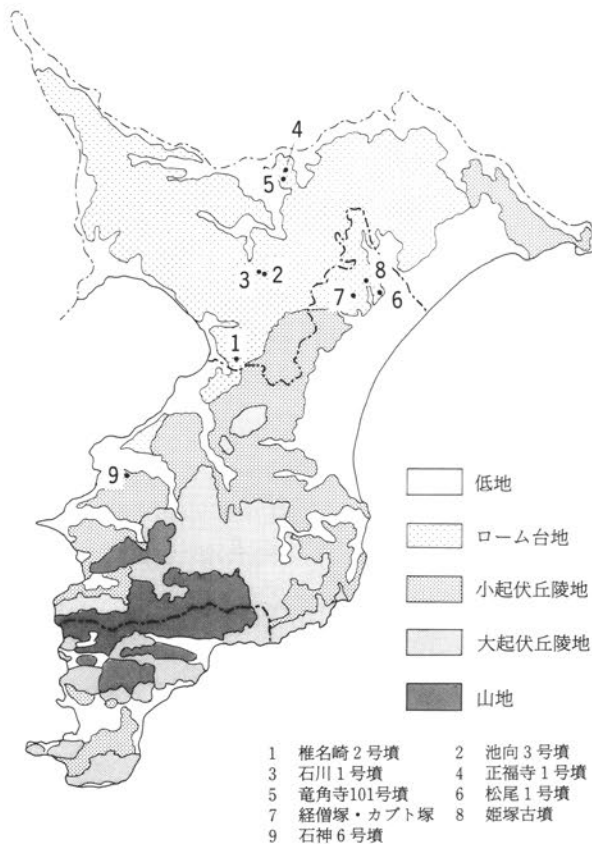 4
5
3 2
8
7 6
1
9
低地
ローム台地
小起伏丘陵地
大起伏丘陵地
山地
1 椎名崎2号墳 2 池向3号墳
3 石川1号墳 4 正福寺1号墳
5 竜角寺101号墳 6 松尾1号墳
7 経僧塚・カブト塚 8 姫塚古墳
9 石神6号墳